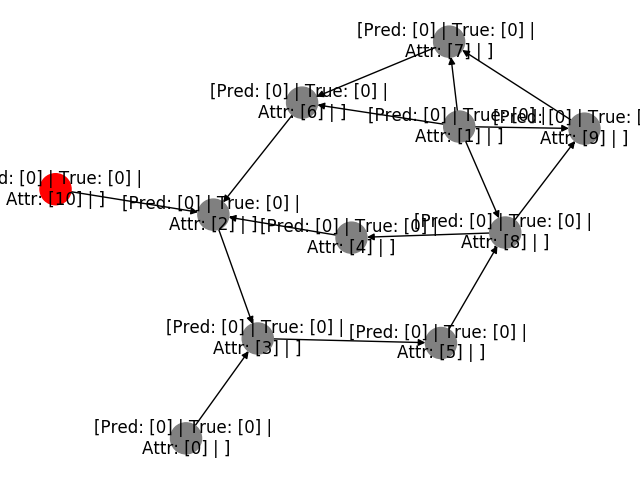 [Pred: [0] | True: [0] |
Attr: [7] | ]
[Pred: [0] | True: [0] |
Attr: [6] | ]
[Pred: [0] | True: [0] |
Attr: [1] | ]
[Pred: [0] | True: [
Attr: [9] | ]
d: [0] | True: [0] |
Attr: [10] | ]
[Pred: [0] | True: [0] |
Attr: [2] | ]
[Pred: [0] | True: [0] |
Attr: [4] | ]
[Pred: [0] | True: [0] |
Attr: [8] | ]
[Pred: [0] | True: [0] |
Attr: [3] | ]
[Pred: [0] | True: [0] |
Attr: [5] | ]
[Pred: [0] | True: [0] |
Attr: [0] | ]